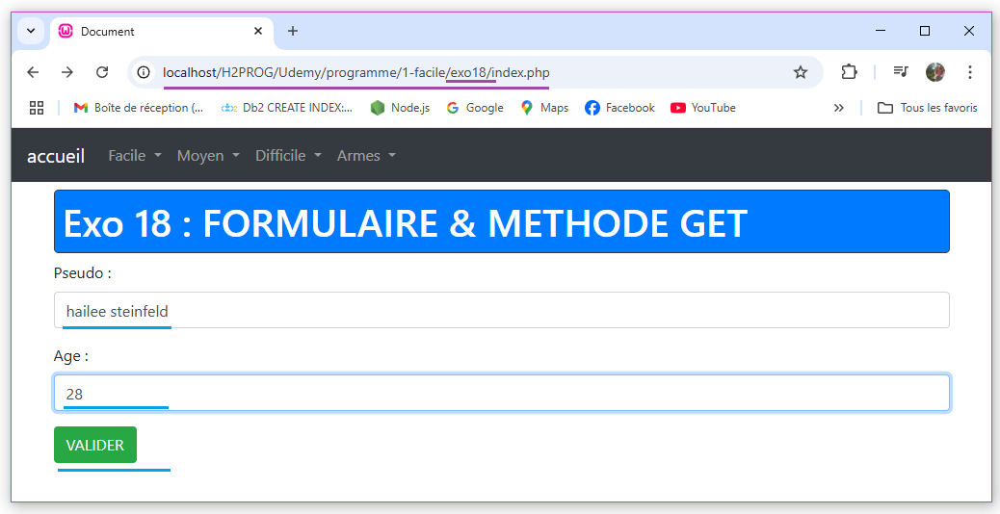 Document
localhost/H2PROG/Udemy/programme/1-facile/exo18/index.php
Boîte de réception (... Db2 CREATE INDEX:... Node.js Google Maps Facebook YouTube » Tous les favoris
accueil Facile Moyen Difficile Armes
Exo 18 : FORMULAIRE & METHODE GET
Pseudo :
hailee steinfeld
Age :
28
VALIDER